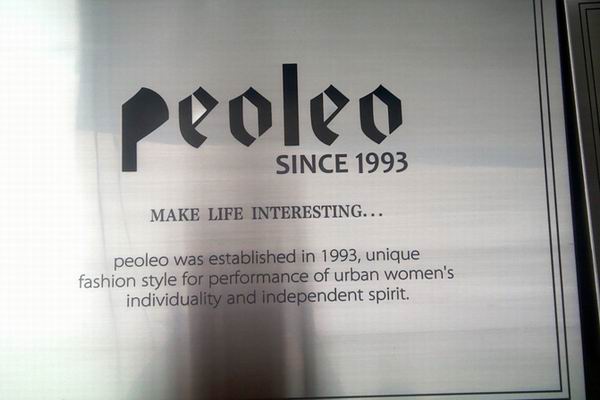 peoleo
SINCE 1993
MAKE LIFE INTERESTING...
peoleo was established in 1993, unique
fashion style for performance of urban women's
individuality and independent spirit.